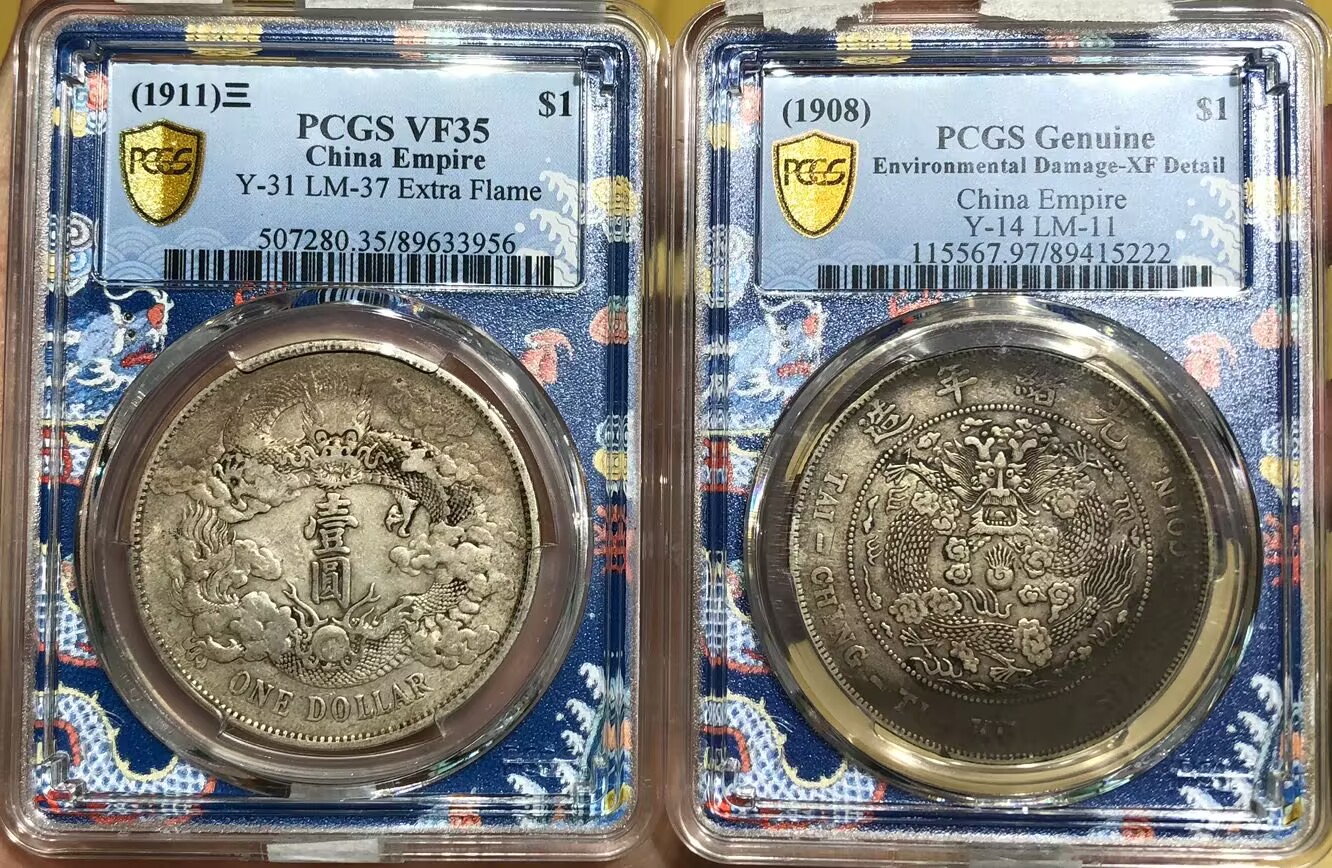 (1911)三
$1
PCGS VF35
China Empire
Y-31 LM-37 Extra Flame
507280.35/89633956
PCGS
壹圓
ONE DOLLAR
(1908)
$1
PCGS Genuine
Environmental Damage-XF Detail
China Empire
Y-14 LM-11
115567.97/89415222
PCGS
造年緒光
TAI-CHING-TI